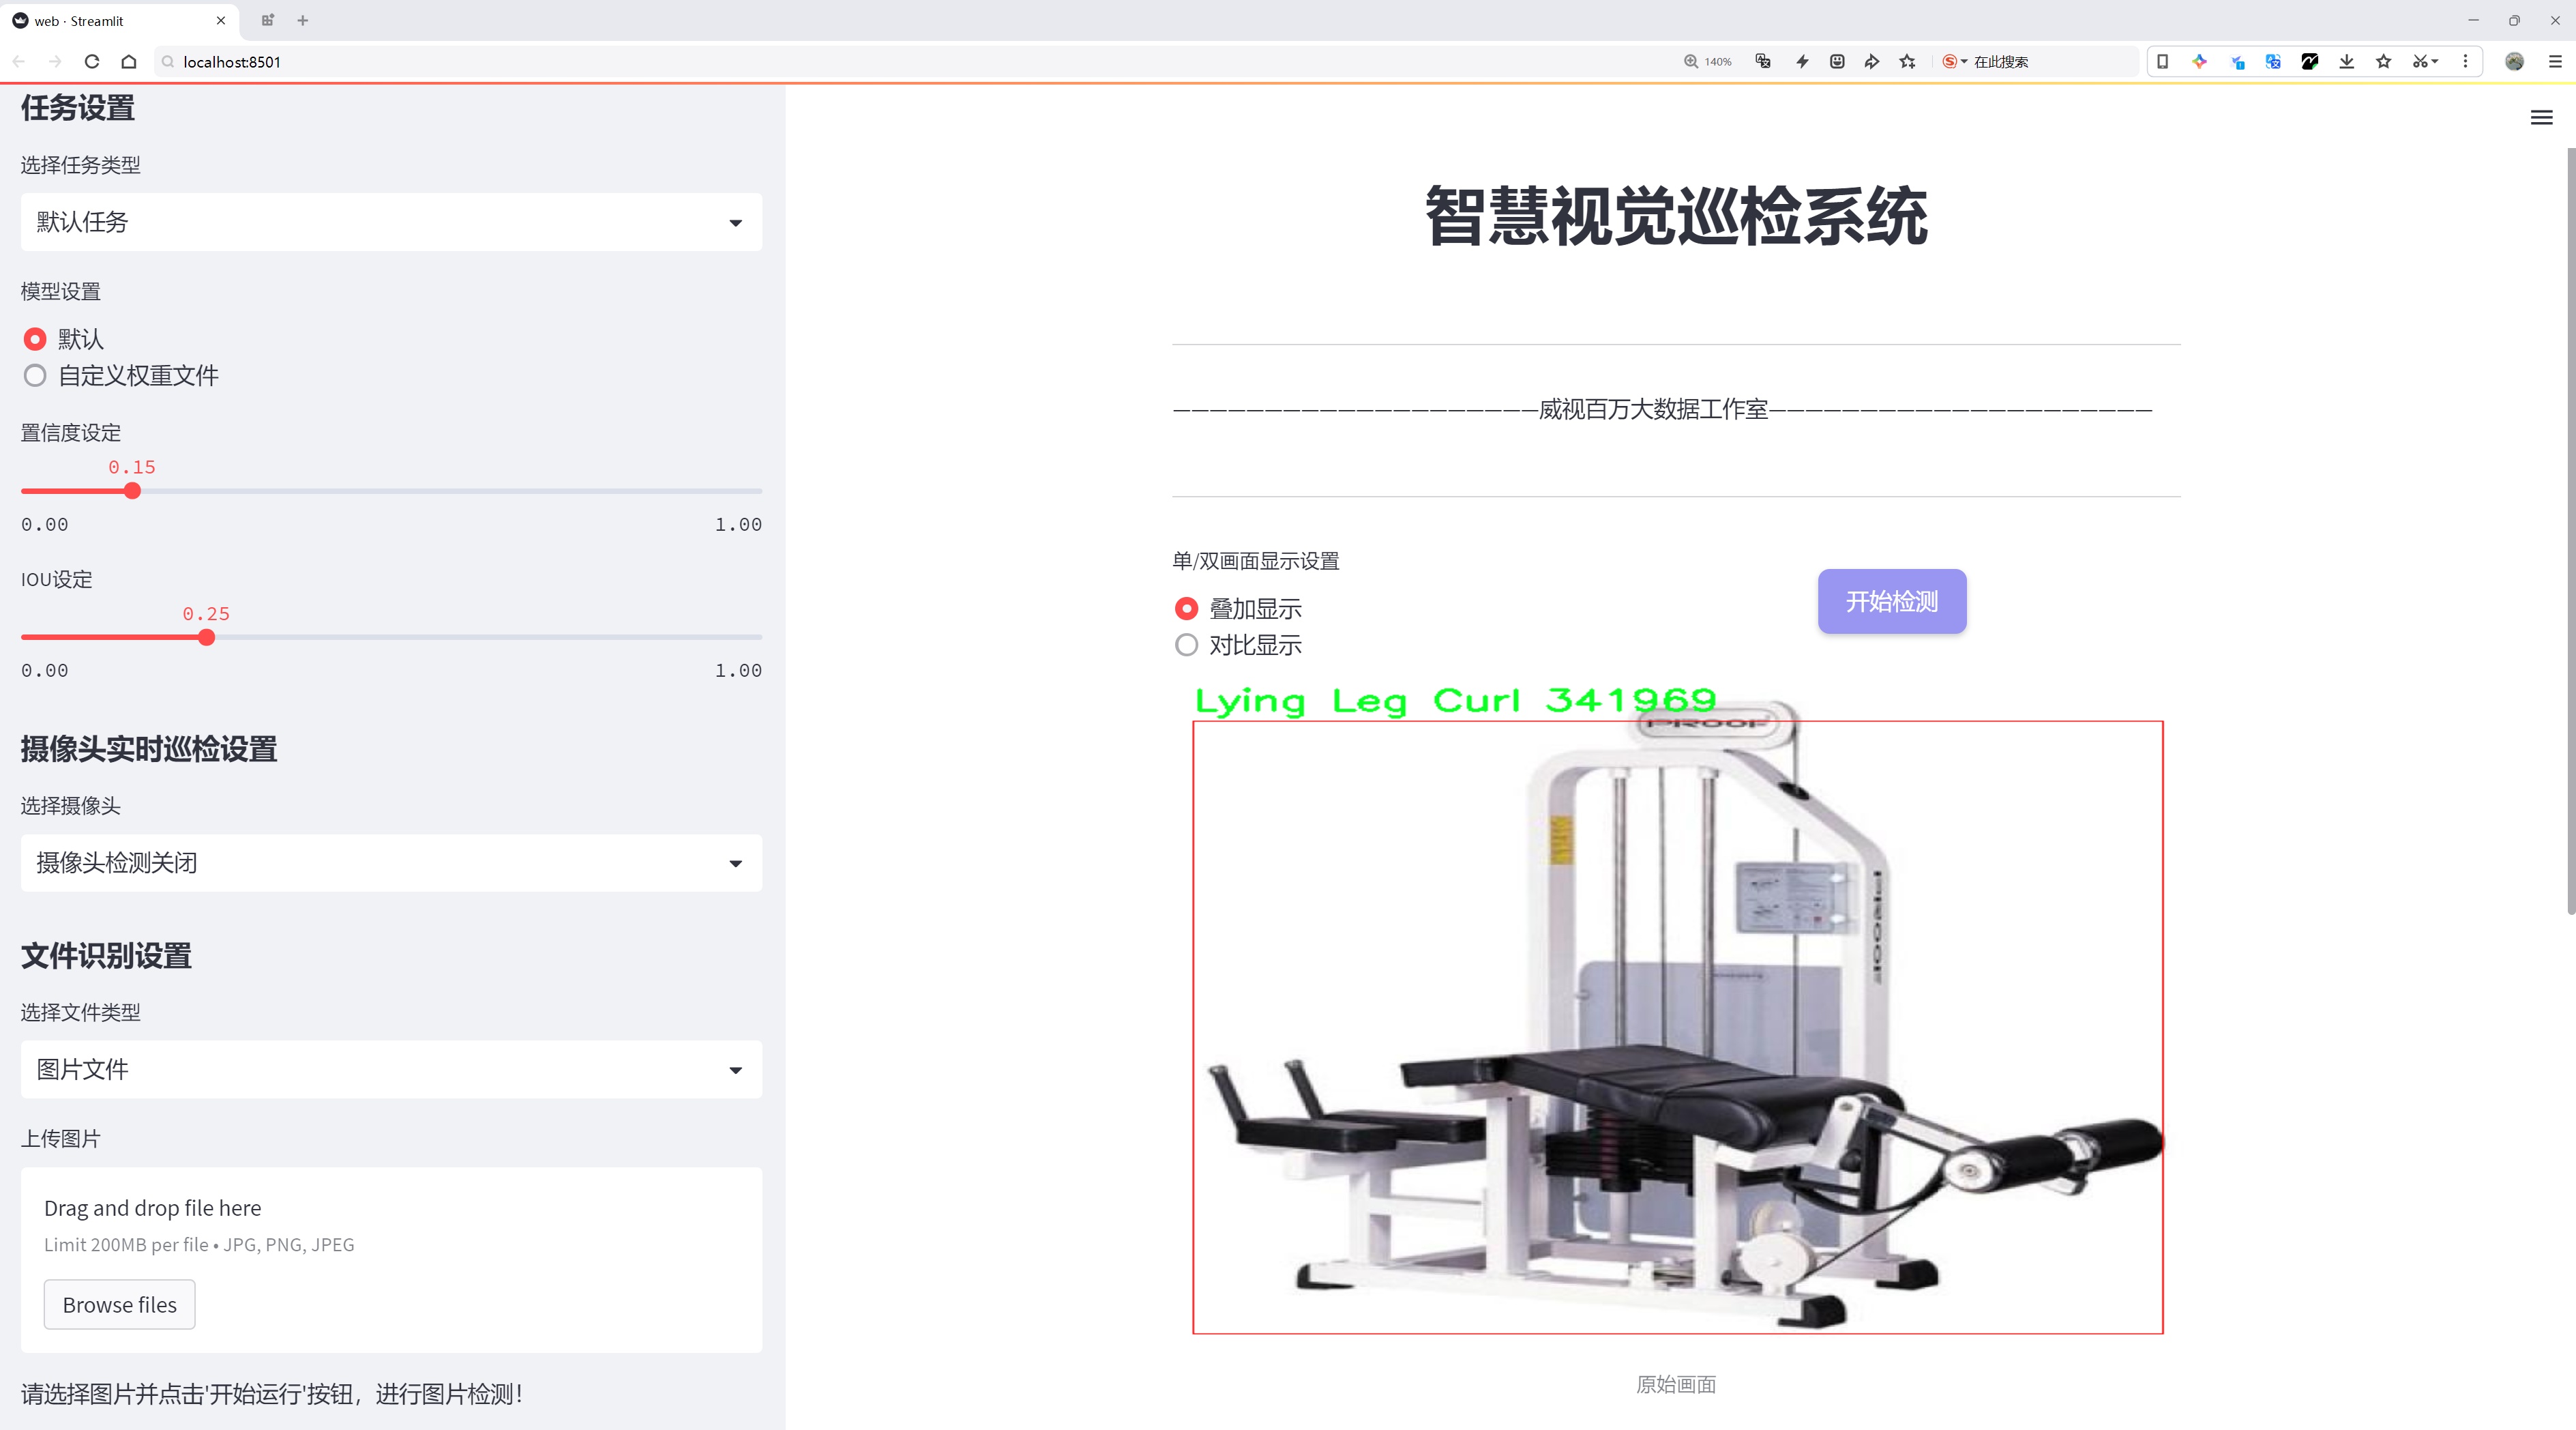 web · Streamlit
localhost:8501
140%
在此搜索
任务设置
选择任务类型
默认任务
模型设置
默认
自定义权重文件
置信度设定
0.15
0.00
1.00
IOU设定
0.25
0.00
1.00
摄像头实时巡检设置
选择摄像头
摄像头检测关闭
文件识别设置
选择文件类型
图片文件
上传图片
Drag and drop file here
Limit 200MB per file • JPG, PNG, JPEG
Browse files
请选择图片并点击'开始运行'按钮，进行图片检测！
智慧视觉巡检系统
————————————————————威视百万大数据工作室—————————————————————
单/双画面显示设置
叠加显示
对比显示
开始检测
Lying Leg Curl 341969
PROOF
原始画面